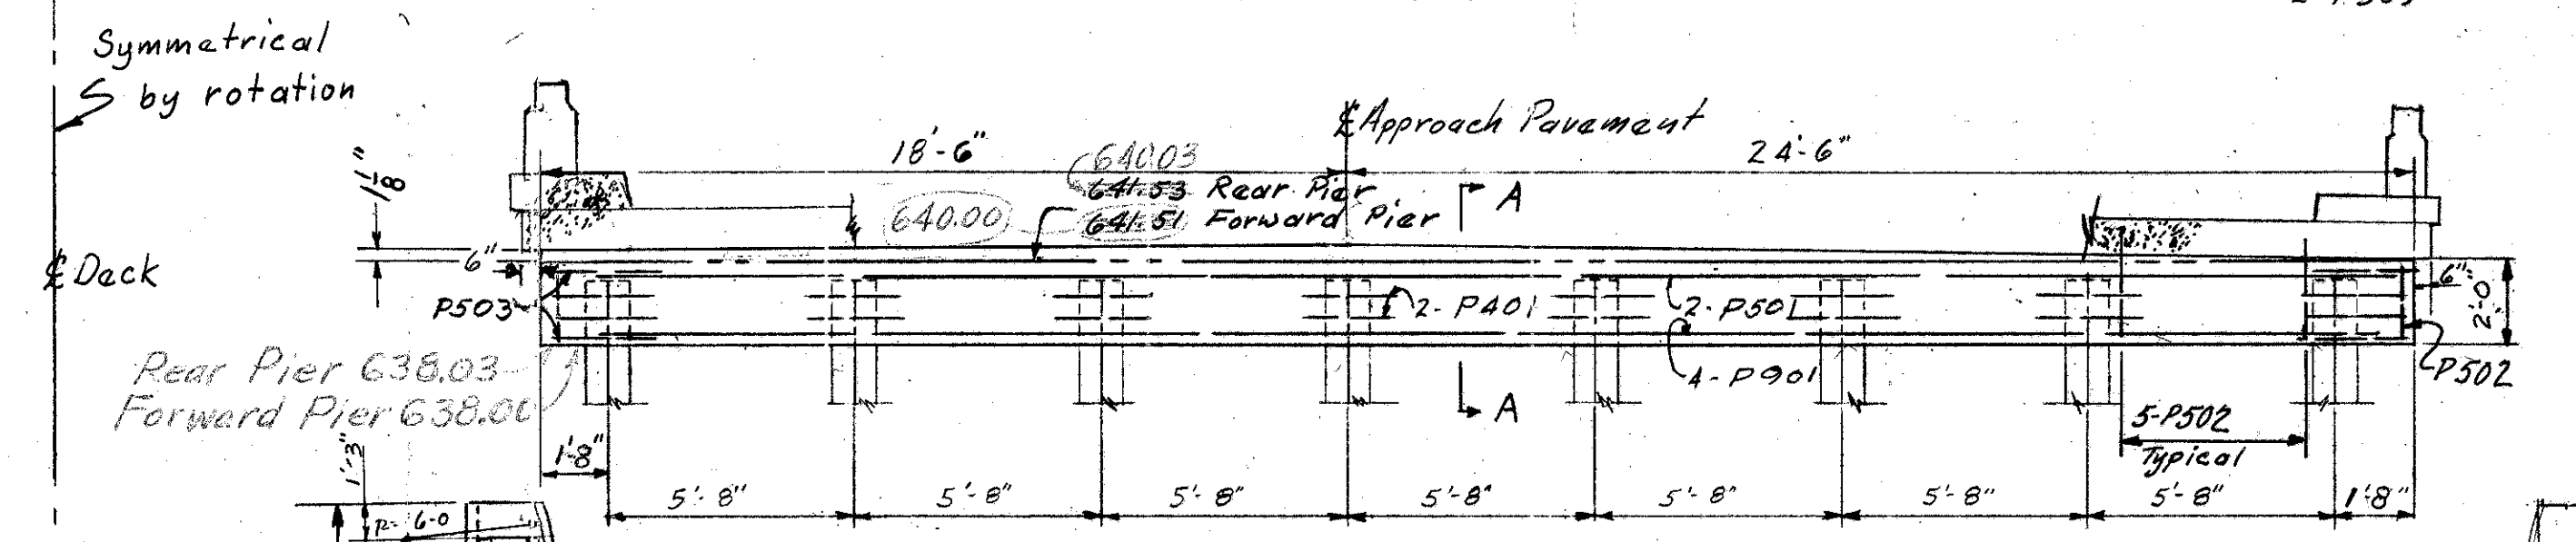 Symmetrical
by rotation
℄ Approach Pavement
18'-6"
24'-6"
1 1/8"
640.03
641.53 Rear Pier
640.00
641.51 Forward Pier
A
℄ Deck
6"
6"
2'-0
P503
2-P401
2-P501
4-P901
P502
Rear Pier 638.03
Forward Pier 638.00
A
5-P502
Typical
1'-8"
1'-3"
5'-8"
5'-8"
5'-8"
5'-8"
5'-8"
5'-8"
5'-8"
1'-8"
6-0